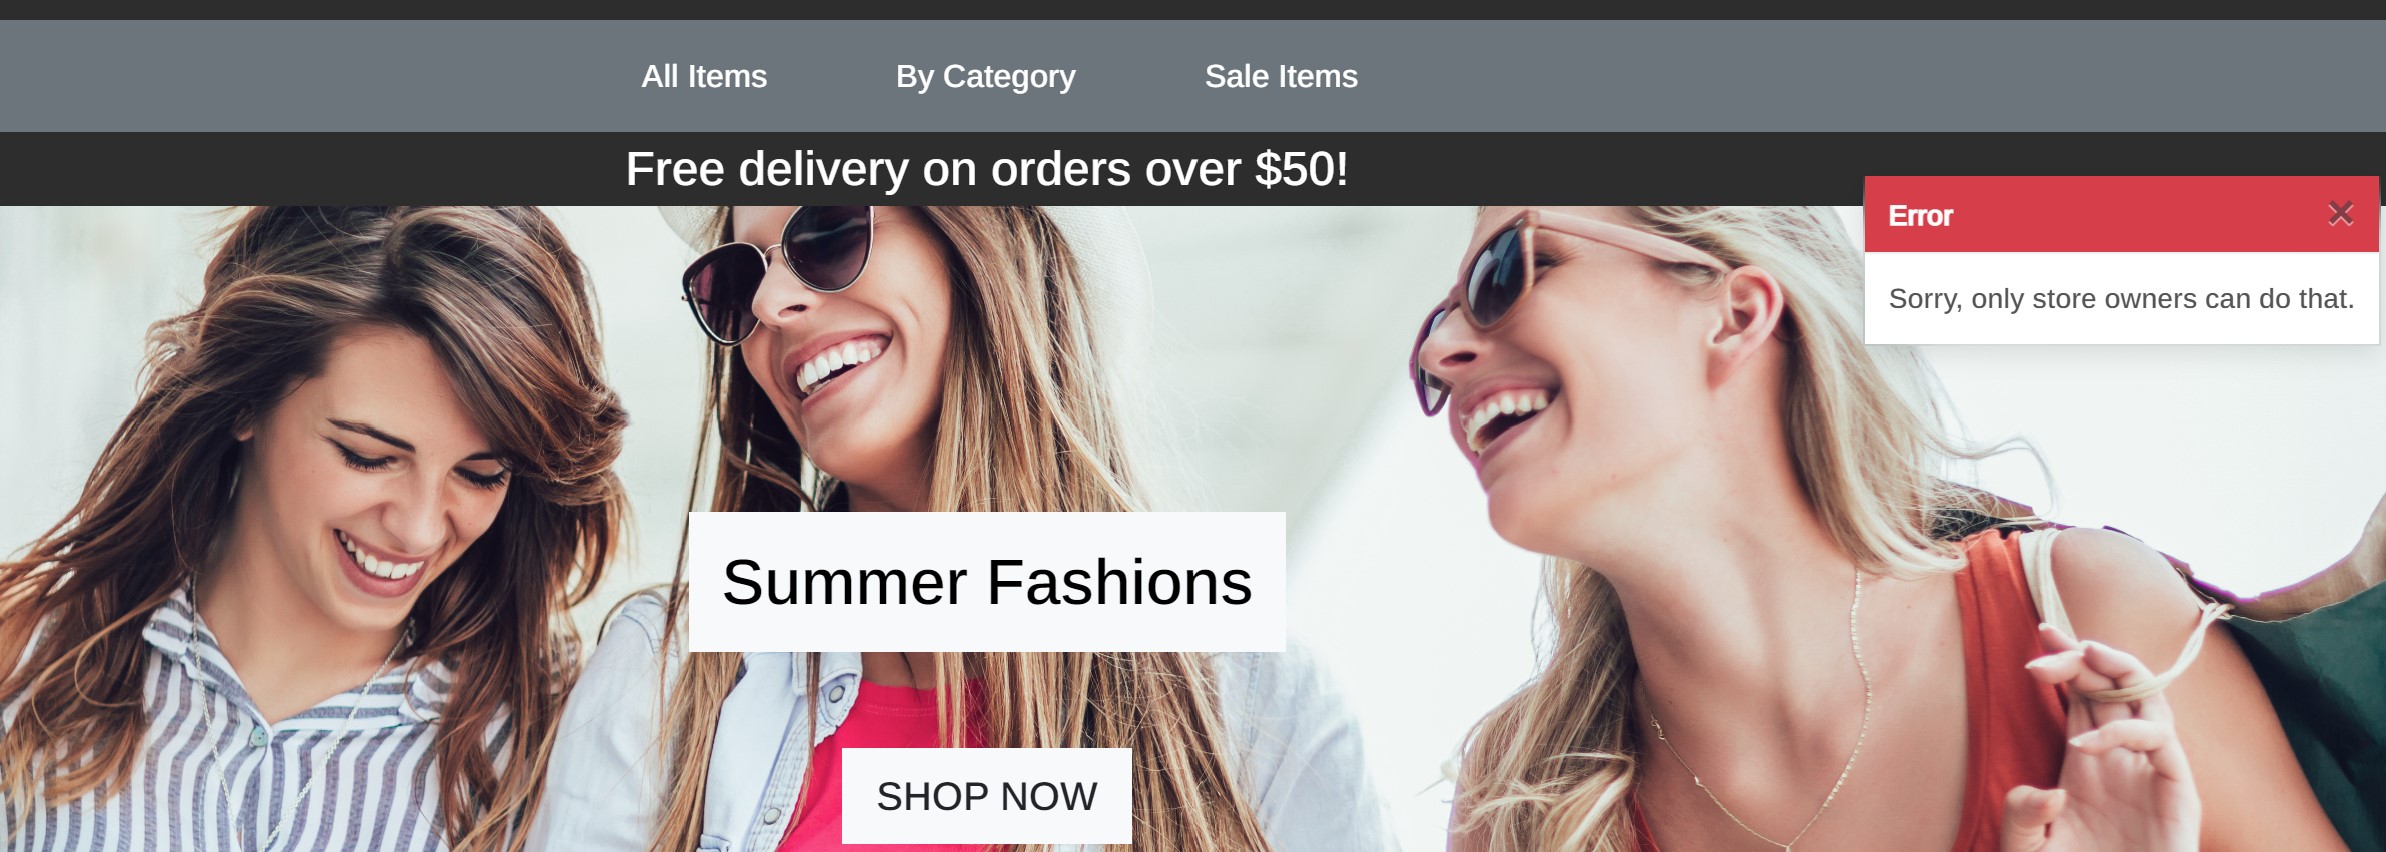 All Items By Category Sale Items
Free delivery on orders over $50!
Error
Sorry, only store owners can do that.
Summer Fashions
SHOP NOW